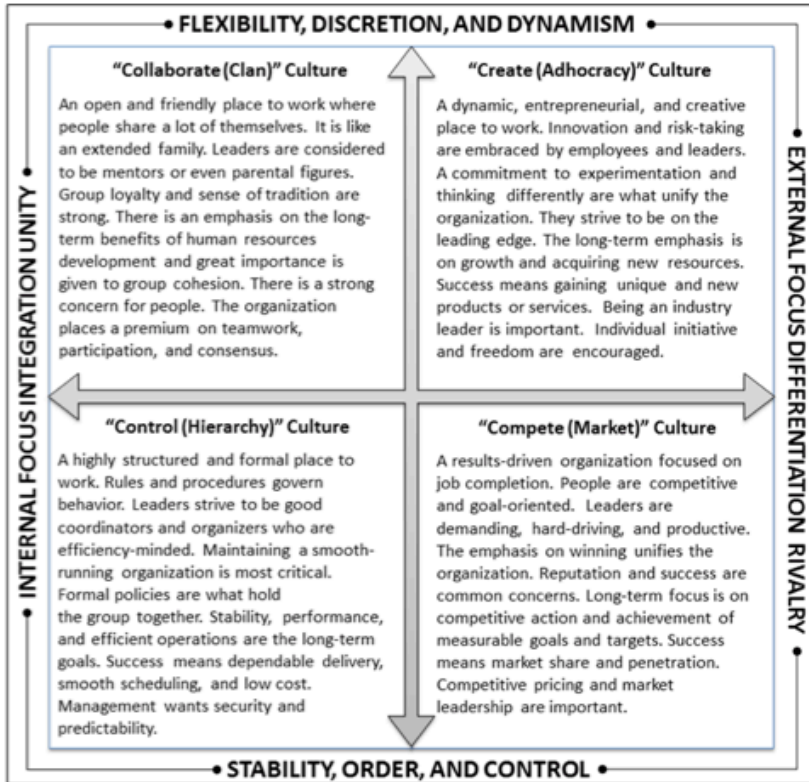 FLEXIBILITY, DISCRETION, AND DYNAMISM
INTERNAL FOCUS INTEGRATION UNITY
"Collaborate (Clan)" Culture
An open and friendly place to work where
people share a lot of themselves. It is like
an extended family. Leaders are considered
to be mentors or even parental figures.
Group loyalty and sense of tradition are
strong. There is an emphasis on the long-
term benefits of human resources
development and great importance is
given to group cohesion. There is a strong
concern for people. The organization
places a premium on teamwork,
participation, and consensus.
"Create (Adhocracy)" Culture
A dynamic, entrepreneurial, and creative
place to work. Innovation and risk-taking
are embraced by employees and leaders.
A commitment to experimentation and
thinking differently are what unify the
organization. They strive to be on the
leading edge. The long-term emphasis is
on growth and acquiring new resources.
Success means gaining unique and new
products or services. Being an industry
leader is important. Individual initiative
and freedom are encouraged.
EXTERNAL FOCUS DIFFERENTIATION RIVALRY
"Control (Hierarchy)" Culture
A highly structured and formal place to
work. Rules and procedures govern
behavior. Leaders strive to be good
coordinators and organizers who are
efficiency-minded. Maintaining a smooth-
running organization is most critical.
Formal policies are what hold
the group together. Stability, performance,
and efficient operations are the long-term
goals. Success means dependable delivery,
smooth scheduling, and low cost.
Management wants security and
predictability.
"Compete (Market)" Culture
A results-driven organization focused on
job completion. People are competitive
and goal-oriented. Leaders are
demanding, hard-driving, and productive.
The emphasis on winning unifies the
organization. Reputation and success are
common concerns. Long-term focus is on
competitive action and achievement of
measurable goals and targets. Success
means market share and penetration.
Competitive pricing and market
leadership are important.
STABILITY, ORDER, AND CONTROL